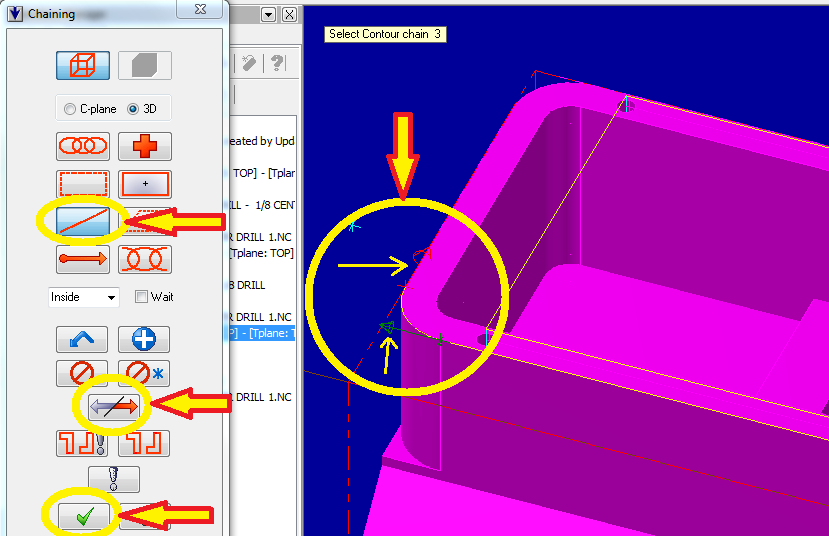 Chaining
Select Contour chain 3
C-plane
3D
eated by Upd
TOP] - [Tplan
LL - 1/8 CENT
R DRILL 1.NC
[Tplane: TOP]
8 DRILL
R DRILL 1.NC
P] - [Tplane: T
Inside
Wait
R DRILL 1.NC